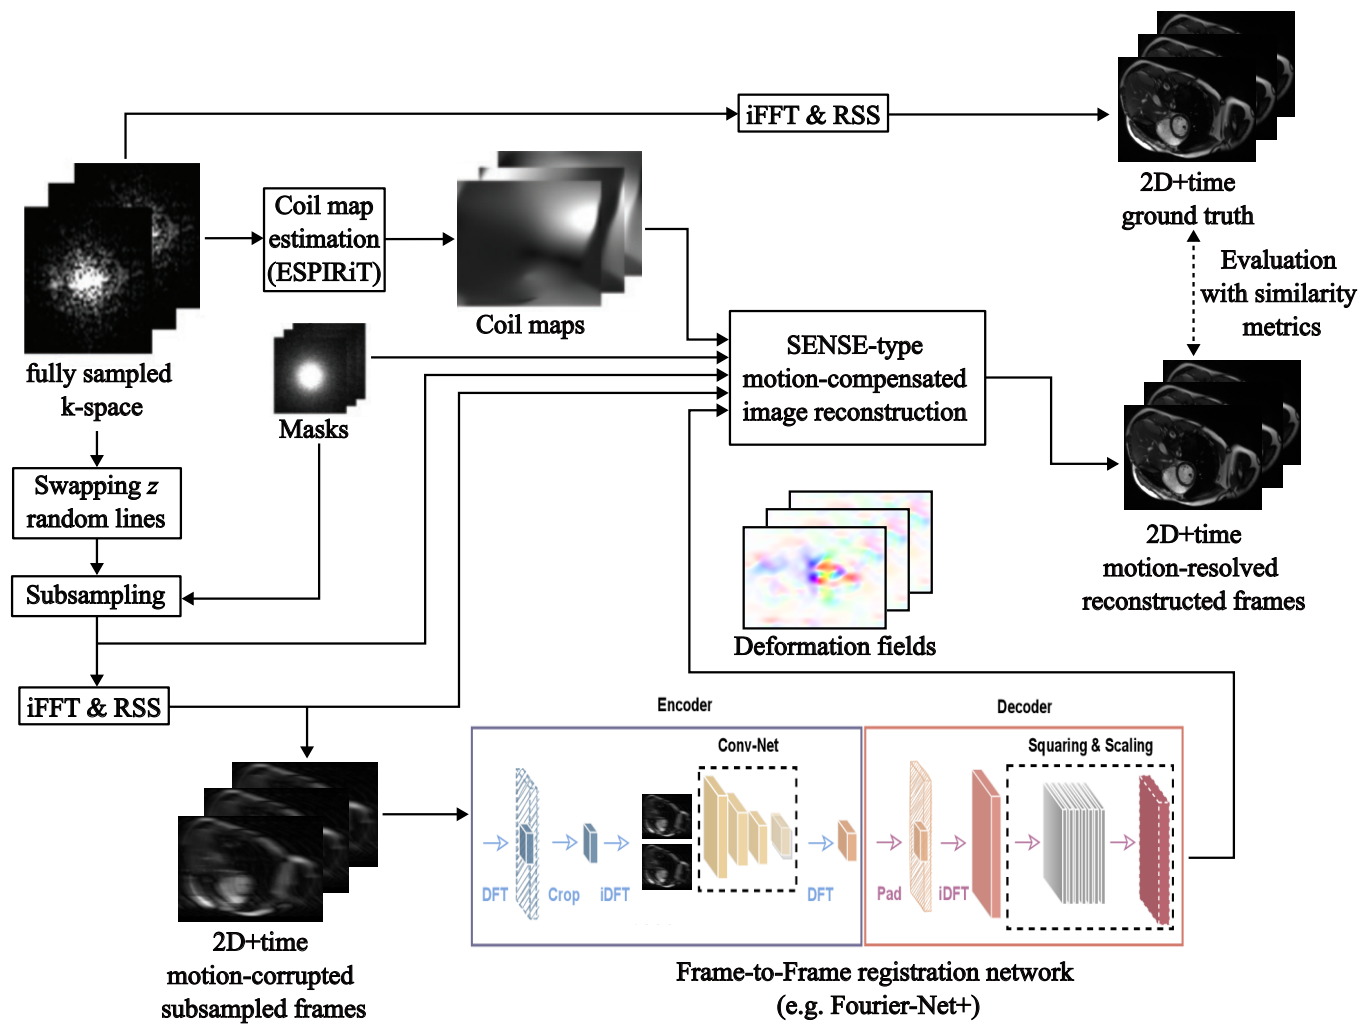 iFFT & RSS
2D+time
ground truth
Coil map
estimation
(ESPIRiT)
Coil maps
Evaluation
with similarity
metrics
fully sampled
k-space
Masks
SENSE-type
motion-compensated
image reconstruction
Swapping z
random lines
2D+time
motion-resolved
reconstructed frames
Subsampling
Deformation fields
iFFT & RSS
Encoder
Decoder
Conv-Net
Squaring & Scaling
DFT
Crop
iDFT
DFT
Pad
iDFT
2D+time
motion-corrupted
subsampled frames
Frame-to-Frame registration network
(e.g. Fourier-Net+)